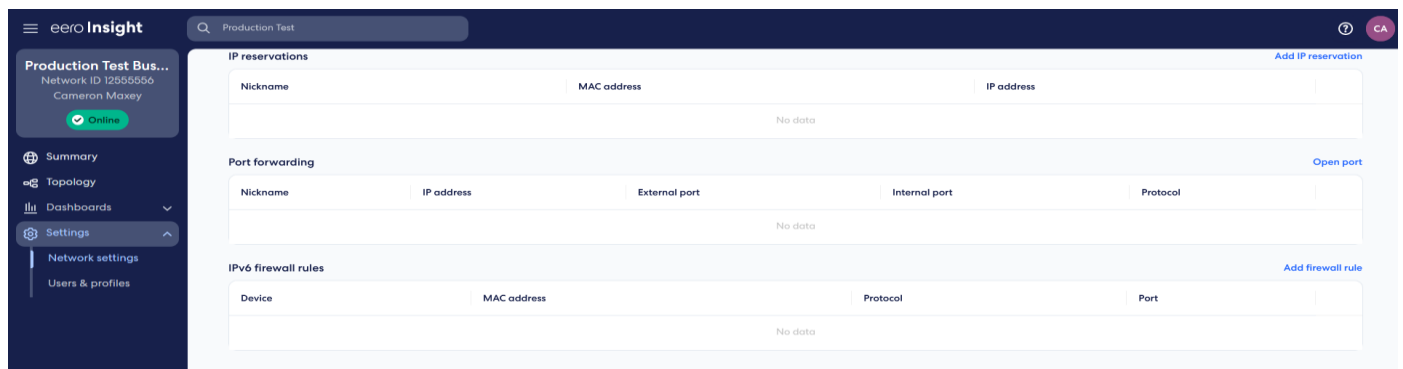 eero Insight
Production Test
CA
Production Test Bus...
Network ID 12555556
Cameron Maxey
Online
Summary
Topology
Dashboards
Settings
Network settings
Users & profiles
IP reservations Add IP reservation
Nickname MAC address IP address
No data
Port forwarding Open port
Nickname IP address External port Internal port Protocol
No data
IPv6 firewall rules Add firewall rule
Device MAC address Protocol Port
No data